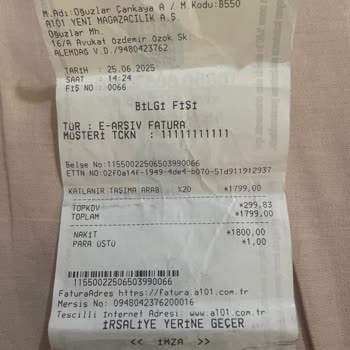 M.Adı:Oğuzlar Çankaya A / M Kodu:B550
A101 YENİ MAGAZACILIK A.Ş.
Oğuzlar Mh.
16/A Avukat Özdemir Özok Sk.
ALEMDAG V.D./9480423762
TARİH : 25.06.2025
SAAT : 14:24
FİŞ NO : 0066
BİLGİ FİŞİ
TÜR : E-ARŞİV FATURA
MÜŞTERİ TCKN : 11111111111
Belge No:11550022506503990066
ETTN NO:02f0a14f-1949-4de4-b070-51d911912937
KATLANIR TAŞIMA ARAB %20 *1799,00
TOPKDV *299,83
TOPLAM *1799,00
NAKİT *1800,00
PARA ÜSTÜ *1,00
11550022506503990066
FaturaAdres https://fatura.a101.com.tr
Mersis No: 0948042376200016
Tescilli İnternet Adresi: www.a101.com.tr
İRSALİYE YERİNE GEÇER
<< İMZA >>